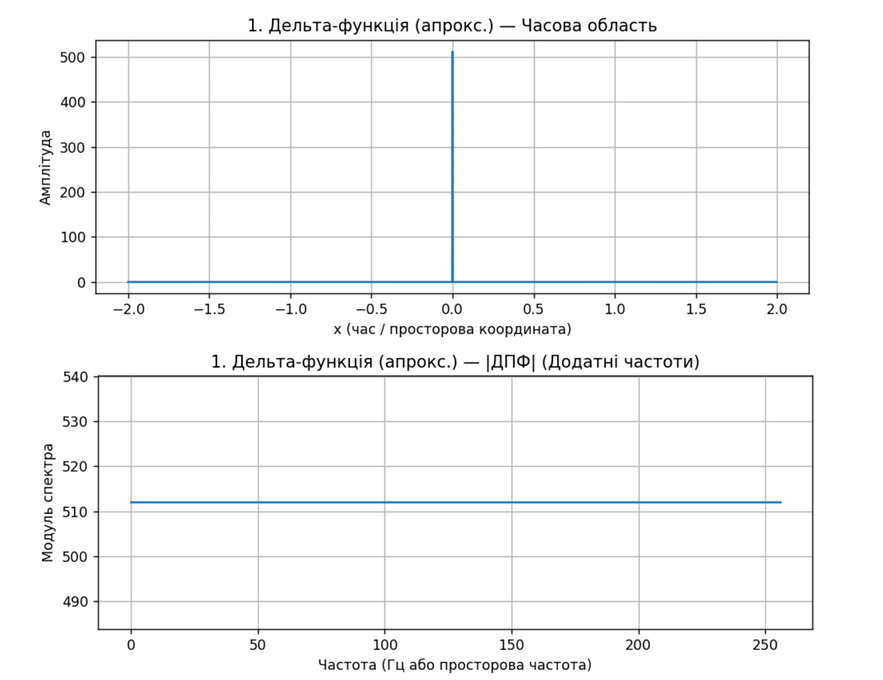 1. Дельта-функція (апрокс.) — Часова область
500
400
300
200
100
0
Амплітуда
−2.0 −1.5 −1.0 −0.5 0.0 0.5 1.0 1.5 2.0
x (час / просторова координата)
1. Дельта-функція (апрокс.) — |ДПФ| (Додатні частоти)
540
530
520
510
500
490
Модуль спектра
0 50 100 150 200 250
Частота (Гц або просторова частота)